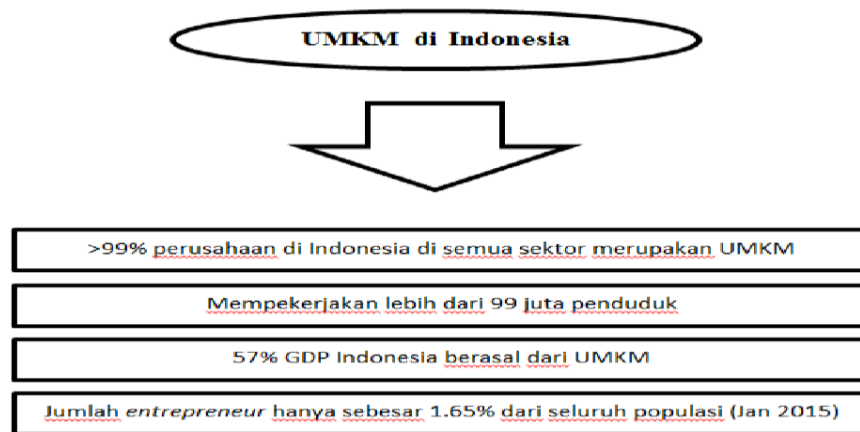 UMKM di Indonesia
>99% perusahaan di Indonesia di semua sektor merupakan UMKM
Mempekerjakan lebih dari 99 juta penduduk
57% GDP Indonesia berasal dari UMKM
Jumlah entrepreneur hanya sebesar 1.65% dari seluruh populasi (Jan 2015)